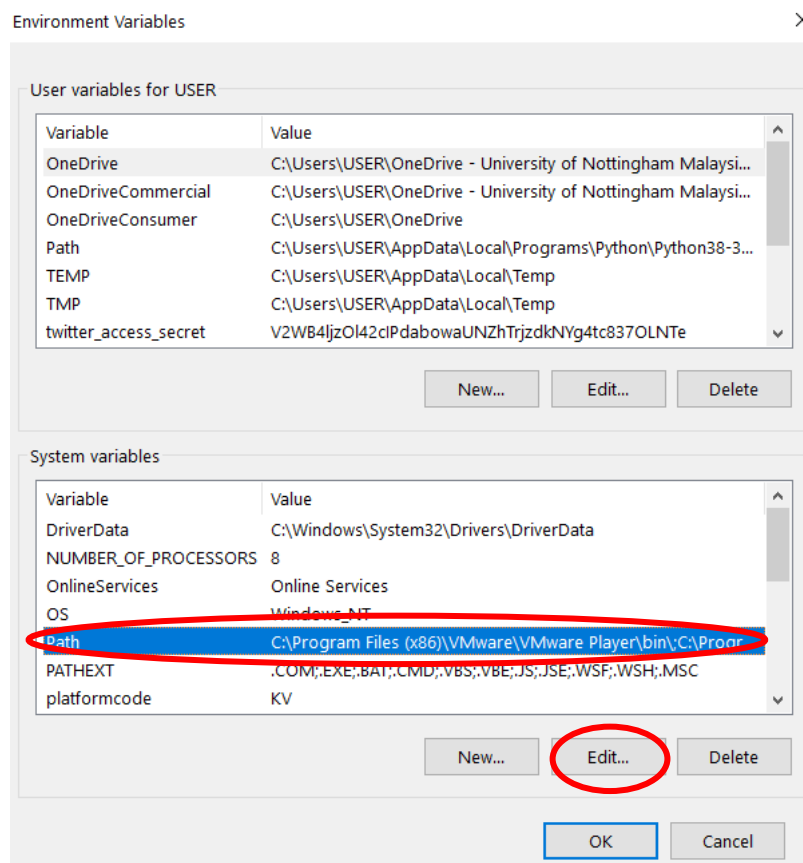 Environment Variables
User variables for USER
Variable Value
OneDrive C:\Users\USER\OneDrive - University of Nottingham Malaysi...
OneDriveCommercial C:\Users\USER\OneDrive - University of Nottingham Malaysi...
OneDriveConsumer C:\Users\USER\OneDrive
Path C:\Users\USER\AppData\Local\Programs\Python\Python38-3...
TEMP C:\Users\USER\AppData\Local\Temp
TMP C:\Users\USER\AppData\Local\Temp
twitter_access_secret
New... Edit... Delete
System variables
Variable Value
DriverData C:\Windows\System32\Drivers\DriverData
NUMBER_OF_PROCESSORS 8
OnlineServices Online Services
OS Windows_NT
Path C:\Program Files (x86)\VMware\VMware Player\bin\;C:\Progr
PATHEXT .COM;.EXE;.BAT;.CMD;.VBS;.VBE;.JS;.JSE;.WSF;.WSH;.MSC
platformcode KV
New... Edit... Delete
OK Cancel